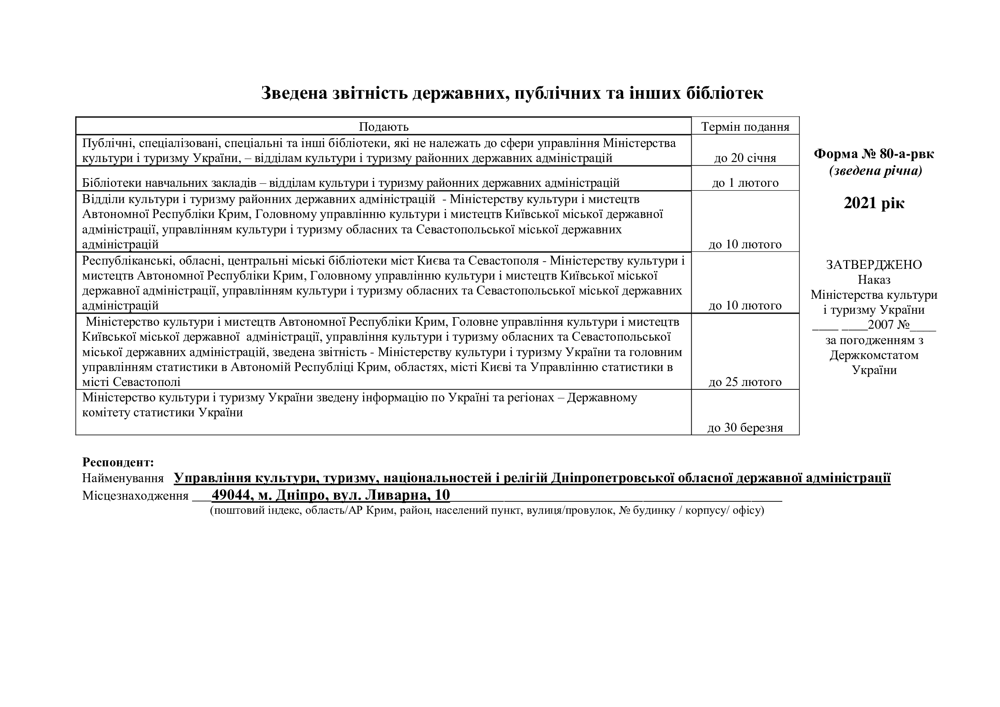 Зведена звітність державних, публічних та інших бібліотек
Подають
Термін подання
Публічні, спеціалізовані, спеціальні та інші бібліотеки, які не належать до сфери управління Міністерства
культури і туризму України, – відділам культури і туризму районних державних адміністрацій
до 20 січня
Бібліотеки навчальних закладів – відділам культури і туризму районних державних адміністрацій
до 1 лютого
Відділи культури і туризму районних державних адміністрацій  - Міністерству культури і мистецтв
Автономної Республіки Крим, Головному управлінню культури і мистецтв Київської міської державної
адміністрації, управлінням культури і туризму обласних та Севастопольської міської державних
адміністрацій
до 10 лютого
Республіканські, обласні, центральні міські бібліотеки міст Києва та Севастополя - Міністерству культури і
мистецтв Автономної Республіки Крим, Головному управлінню культури і мистецтв Київської міської
державної адміністрації, управлінням культури і туризму обласних та Севастопольської міської державних
адміністрацій
до 10 лютого
Міністерство культури і мистецтв Автономної Республіки Крим, Головне управління культури і мистецтв
Київської міської державної  адміністрації, управління культури і туризму обласних та Севастопольської
міської державних адміністрацій, зведена звітність - Міністерству культури і туризму України та головним
управлінням статистики в Автономій Республіці Крим, областях, місті Києві та Управлінню статистики в
місті Севастополі
до 25 лютого
Міністерство культури і туризму України зведену інформацію по Україні та регіонах – Державному
комітету статистики України
до 30 березня
Форма № 80-а-рвк
(зведена річна)
2021 рік
ЗАТВЕРДЖЕНО
Наказ
Міністерства культури
і туризму України
____ ____2007 №____
за погодженням з
Держкомстатом
України
Респондент:
Найменування   Управління культури, туризму, національностей і релігій Дніпропетровської обласної державної адміністрації
Місцезнаходження ___49044, м. Дніпро, вул. Ливарна, 10___________________________________________________
(поштовий індекс, область/АР Крим, район, населений пункт, вулиця/провулок, № будинку / корпусу/ офісу)